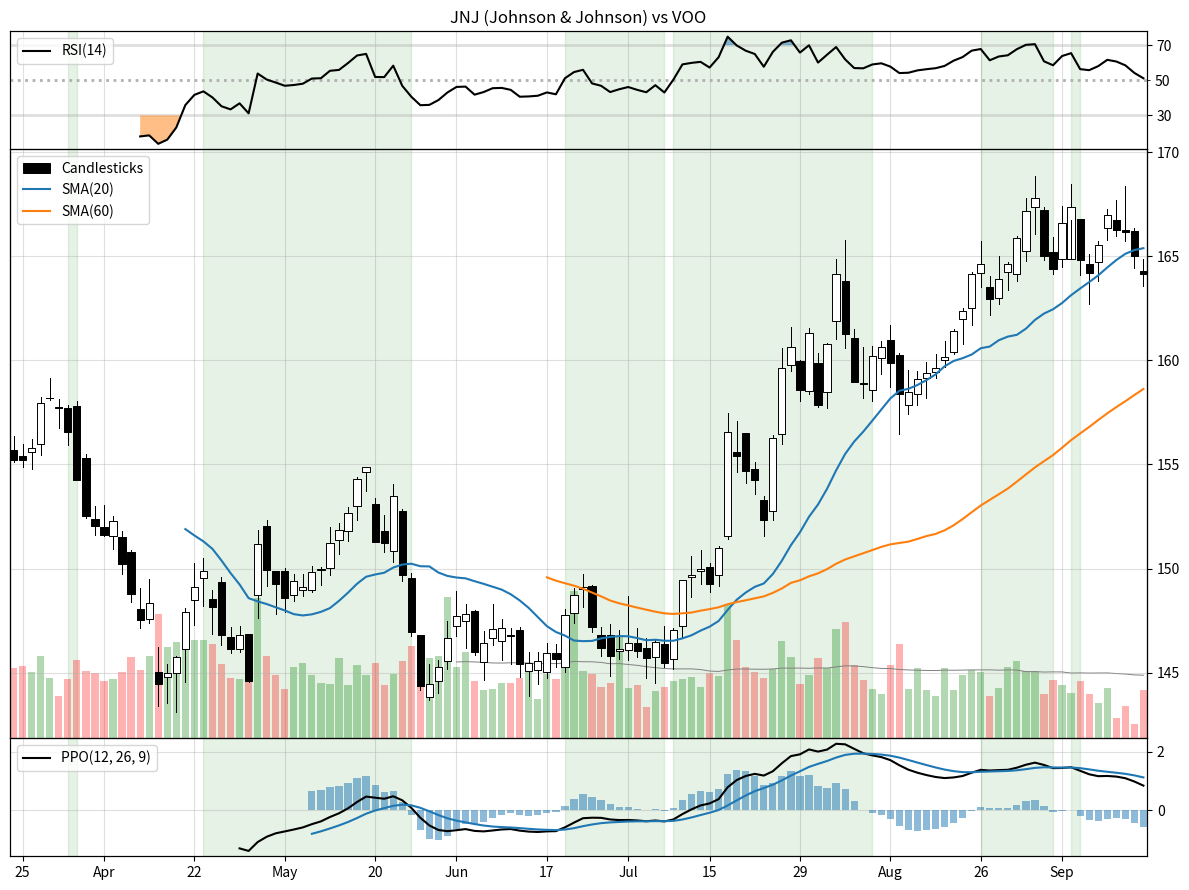 JNJ (Johnson & Johnson) vs VOO
RSI(14)
70
50
30
Candlesticks
SMA(20)
SMA(60)
170
165
160
155
150
145
PPO(12, 26, 9)
2
0
25 Apr 22 May 20 Jun 17 Jul 15 29 Aug 26 Sep